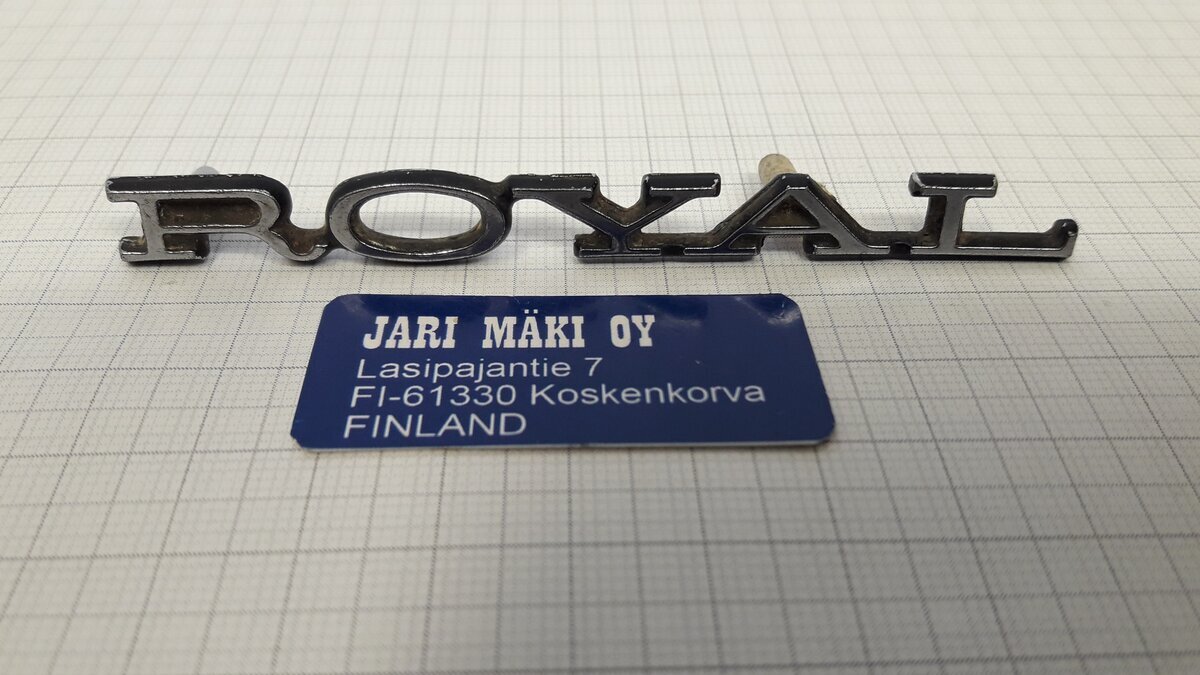 ROYAL
JARI MÄKI OY
Lasipajantie 7
FI-61330 Koskenkorva
FINLAND